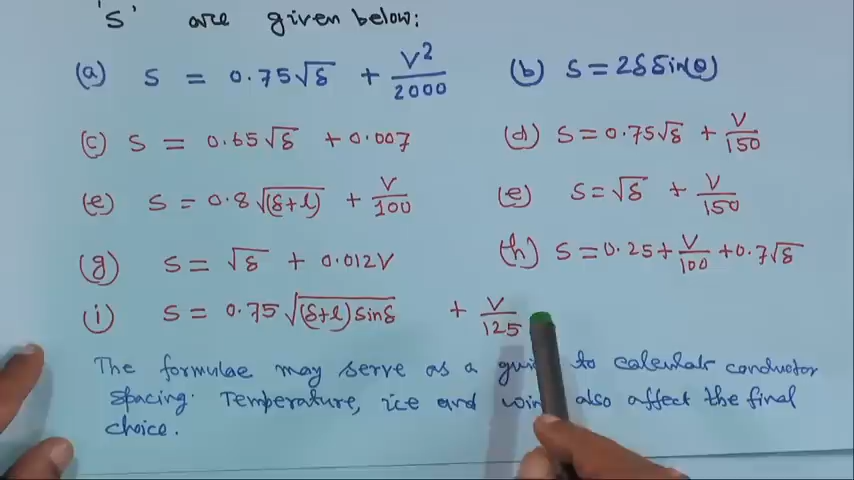 'S' are given below:
(a) S = 0.75√δ + V²/2000 (b) S = 2δ Sin(θ)
(c) S = 0.65√δ + 0.007 (d) S = 0.75√δ + V/150
(e) S = 0.8√(δ+l) + V/100 (e) S = √δ + V/150
(g) S = √δ + 0.012V (h) S = 0.25 + V/100 + 0.7√δ
(i) S = 0.75√(δ+l)sinδ + V/125
The formulae may serve as a to calculate conductor
spacing. Temperature, ice and also affect the final
choice.